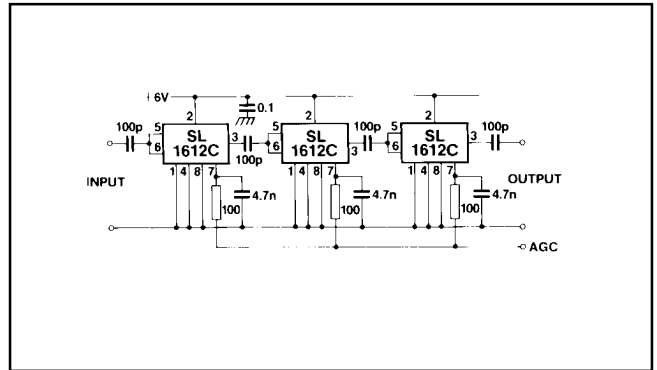 + 6V
0.1
2
2
2
100p
5
6
SL
1612C
3
100p
5
6
SL
1612C
3
100p
5
6
SL
1612C
3
100p
1 4 8 7
1 4 8 7
1 4 8 7
INPUT
OUTPUT
4.7n
4.7n
4.7n
100
100
100
AGC